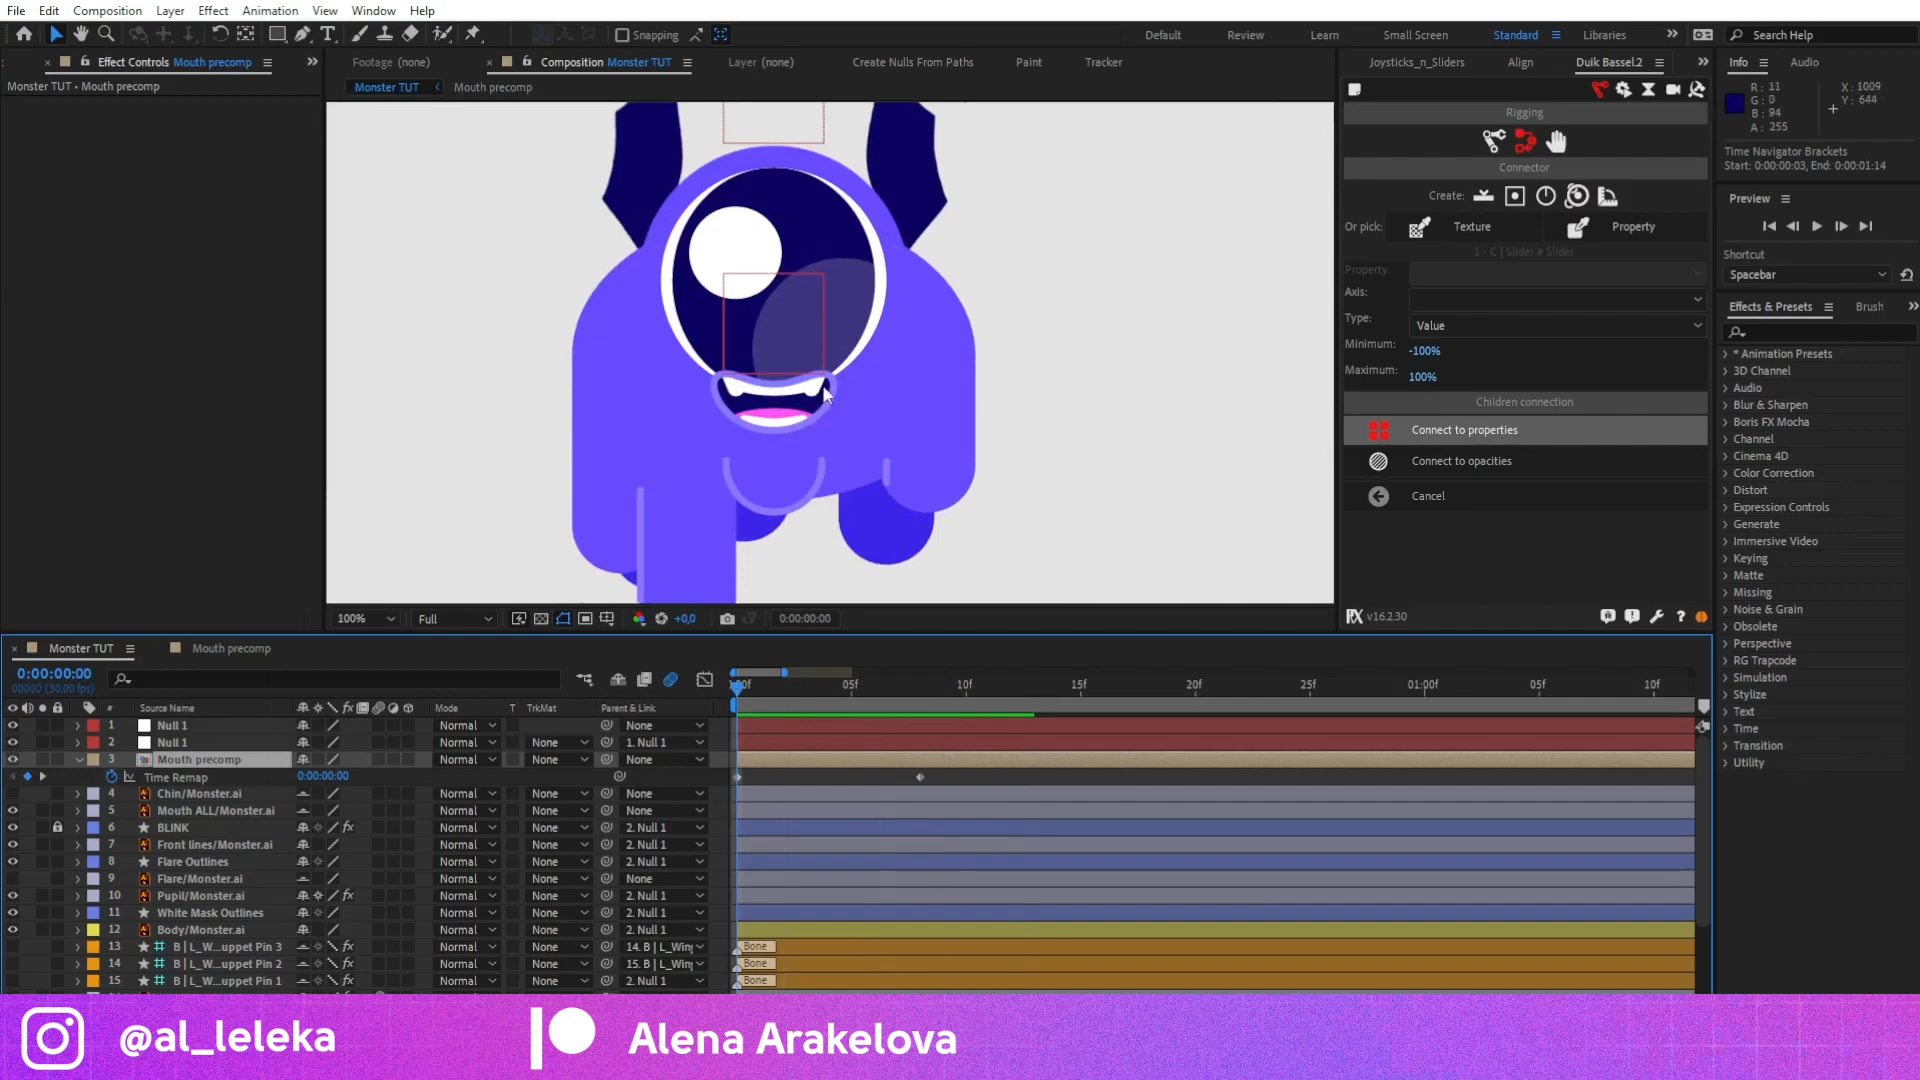 File Edit Composition Layer Effect Animation View Window Help
Snapping
Default Review Learn Small Screen Standard Libraries Search Help
Effect Controls Mouth precomp
Monster TUT • Mouth precomp
Footage (none) Composition Monster TUT Layer (none) Create Nulls From Paths Paint Tracker
Monster TUT Mouth precomp
Joysticks_n_Sliders Align Duik Bassel.2
Rigging
Connector
Create:
Or pick: Texture Property
1 - C | Slider # Slider
Property:
Axis:
Type: Value
Minimum: -100%
Maximum: 100%
Children connection
Connect to properties
Connect to opacities
Cancel
v16.2.30
Info Audio
R: 11
G: 0
B: 94
A: 255
X: 1009
Y: 644
Time Navigator Brackets
Start: 0:00:00:03, End: 0:00:01:14
Preview
Shortcut
Spacebar
Effects & Presets Brush
* Animation Presets
3D Channel
Audio
Blur & Sharpen
Boris FX Mocha
Channel
Cinema 4D
Color Correction
Distort
Expression Controls
Generate
Immersive Video
Keying
Matte
Missing
Noise & Grain
Obsolete
Perspective
RG Trapcode
Simulation
Stylize
Text
Time
Transition
Utility
100% Full +0,0 0:00:00:00
Monster TUT Mouth precomp
0:00:00:00
00000 (30.00 fps)
05f 10f 15f 20f 25f 01:00f 05f 10f
# Source Name Mode T TrkMat Parent & Link
1 Null 1 Normal None
2 Null 1 Normal None 1. Null 1
3 Mouth precomp Normal None None
Time Remap 0:00:00:00
4 Chin/Monster.ai Normal None None
5 Mouth ALL/Monster.ai Normal None None
6 BLINK Normal None 2. Null 1
7 Front lines/Monster.ai Normal None 2. Null 1
8 Flare Outlines Normal None 2. Null 1
9 Flare/Monster.ai Normal None None
10 Pupil/Monster.ai Normal None 2. Null 1
11 White Mask Outlines Normal None 2. Null 1
12 Body/Monster.ai Normal None 2. Null 1
13 B | L_W...uppet Pin 3 Normal None 14. B | L_Win Bone
14 B | L_W...uppet Pin 2 Normal None 15. B | L_Win Bone
15 B | L_W...uppet Pin 1 Normal None 2. Null 1 Bone
@al_leleka Alena Arakelova